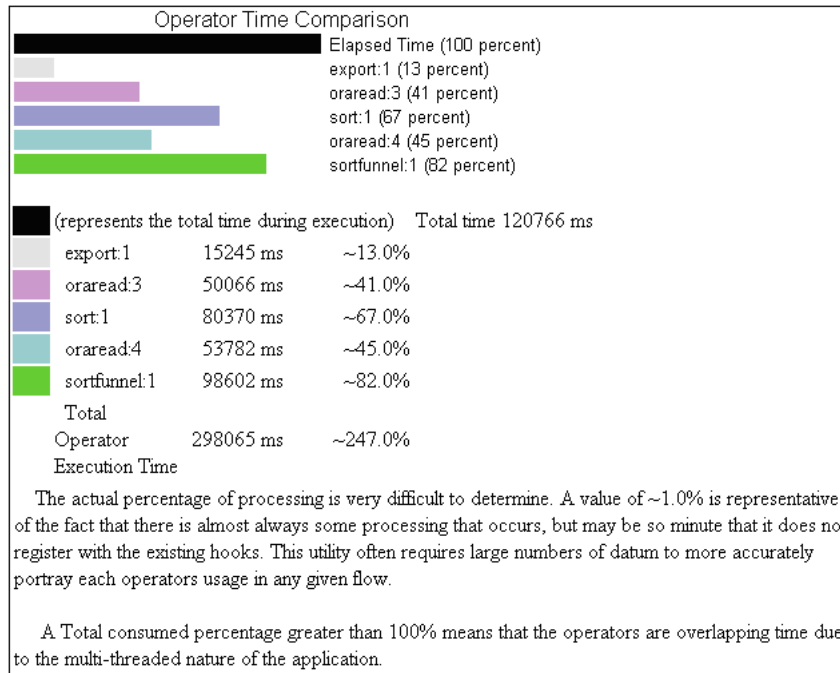 Operator Time Comparison
Elapsed Time (100 percent)
export:1 (13 percent)
oraread:3 (41 percent)
sort:1 (67 percent)
oraread:4 (45 percent)
sortfunnel:1 (82 percent)
(represents the total time during execution) Total time 120766 ms
export:1 15245 ms ~13.0%
oraread:3 50066 ms ~41.0%
sort:1 80370 ms ~67.0%
oraread:4 53782 ms ~45.0%
sortfunnel:1 98602 ms ~82.0%
Total
Operator 298065 ms ~247.0%
Execution Time
The actual percentage of processing is very difficult to determine. A value of ~1.0% is representative
of the fact that there is almost always some processing that occurs, but may be so minute that it does no
register with the existing hooks. This utility often requires large numbers of datum to more accurately
portray each operators usage in any given flow.
A Total consumed percentage greater than 100% means that the operators are overlapping time due
to the multi-threaded nature of the application.